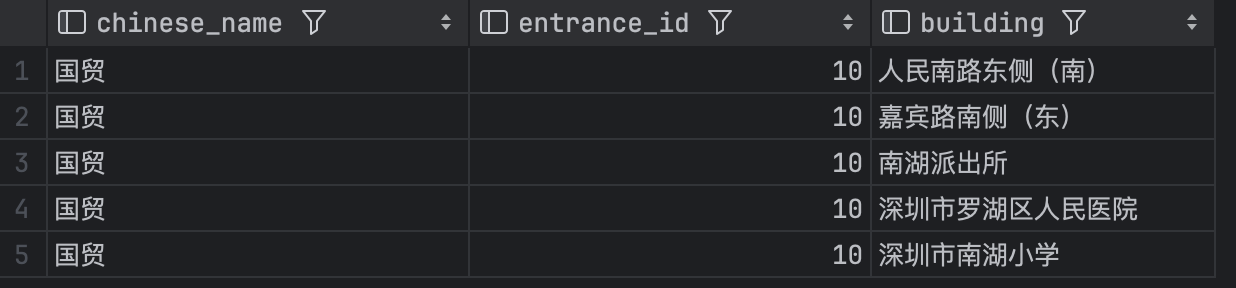 chinese_name entrance_id building
1 国贸 10 人民南路东侧（南）
2 国贸 10 嘉宾路南侧（东）
3 国贸 10 南湖派出所
4 国贸 10 深圳市罗湖区人民医院
5 国贸 10 深圳市南湖小学